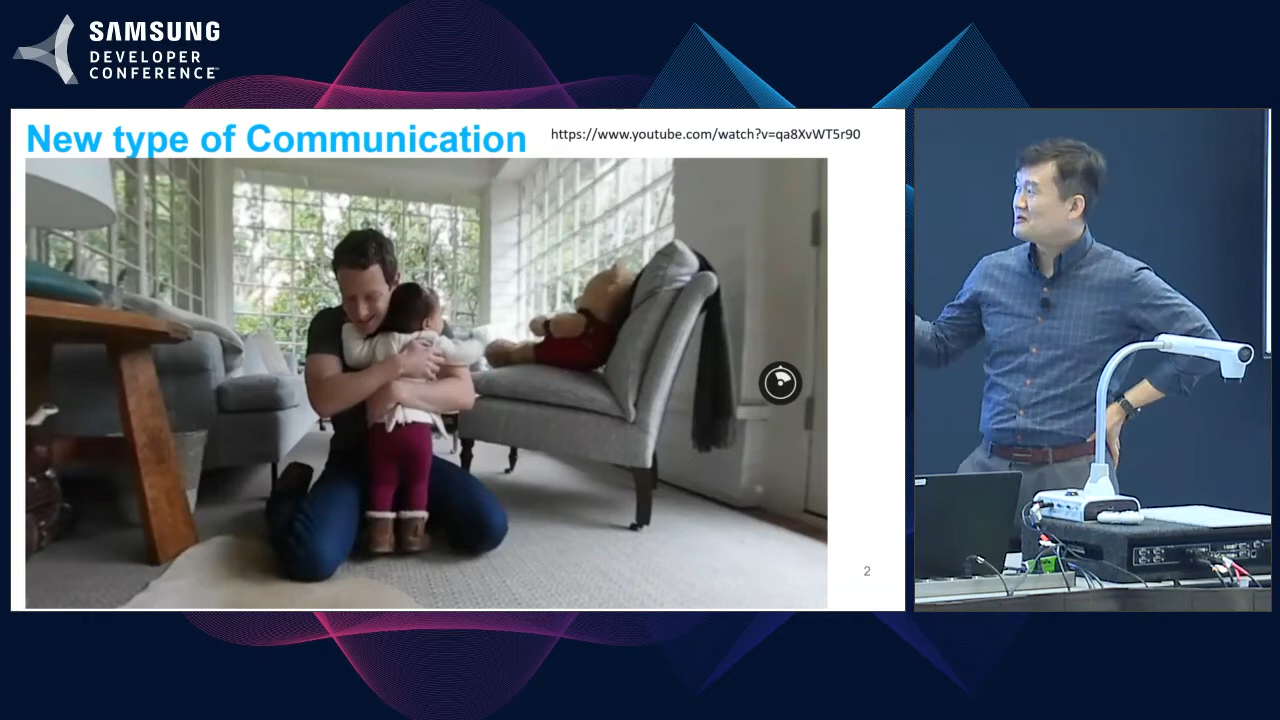 SAMSUNG
DEVELOPER
CONFERENCE
New type of Communication
https://www.youtube.com/watch?v=qa8XvWT5r90
2